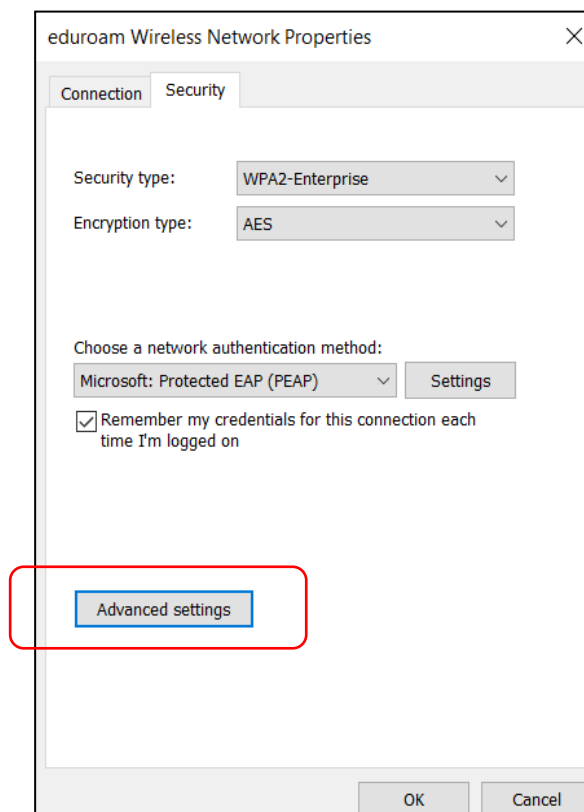 eduroam Wireless Network Properties
Connection Security
Security type: WPA2-Enterprise
Encryption type: AES
Choose a network authentication method:
Microsoft: Protected EAP (PEAP) Settings
Remember my credentials for this connection each
time I'm logged on
Advanced settings
OK Cancel